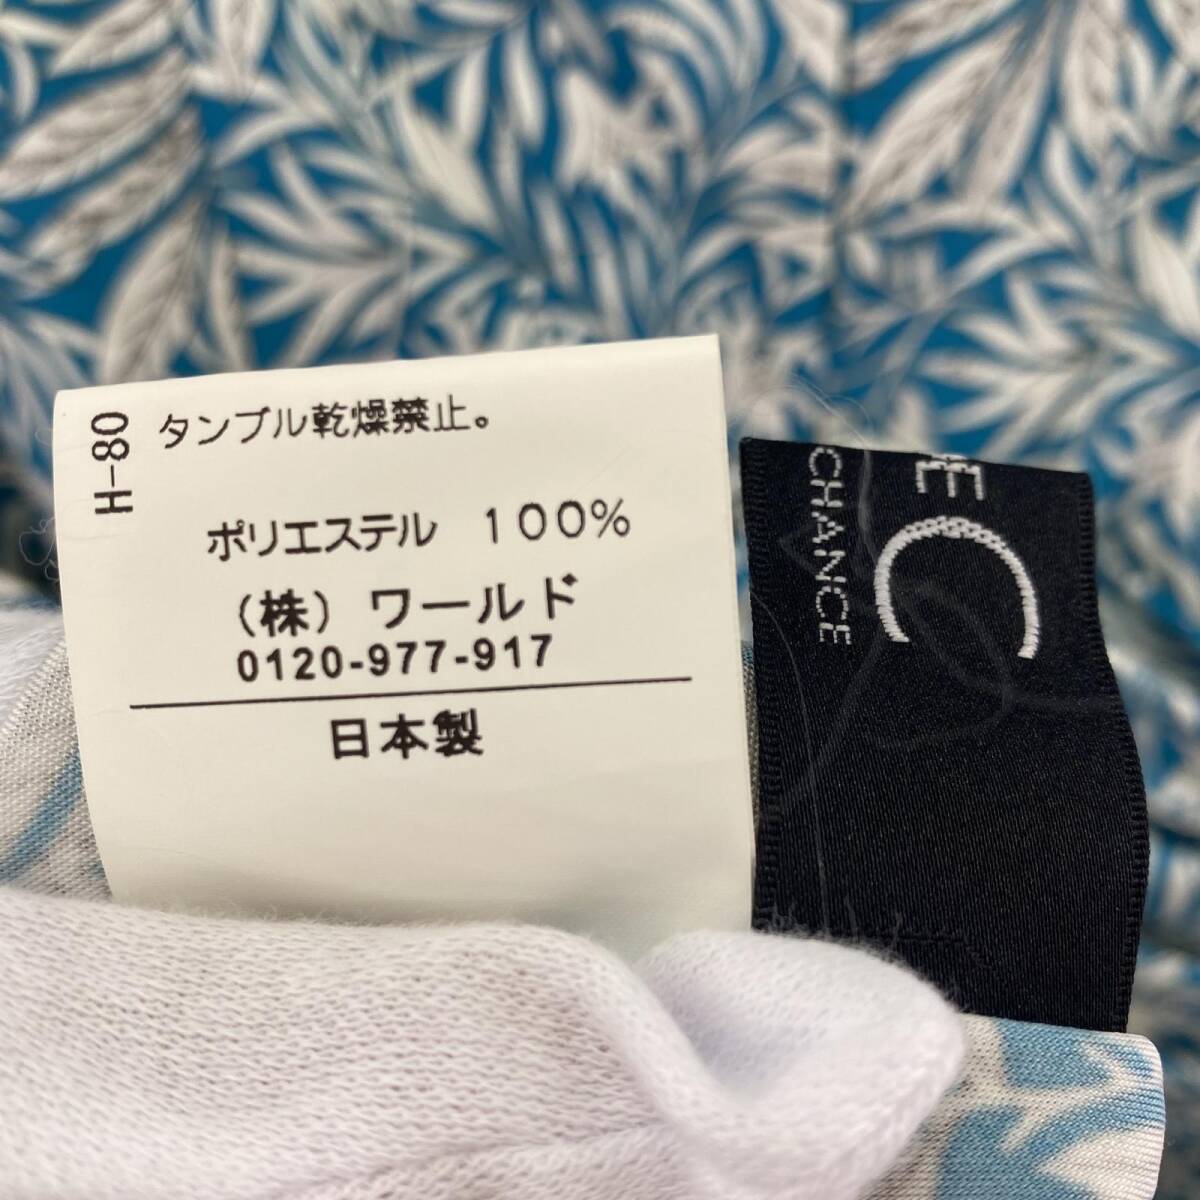 H-08
タンブル乾燥禁止。
ポリエステル 100%
(株) ワールド
0120-977-917
日本製
CHANCE
C